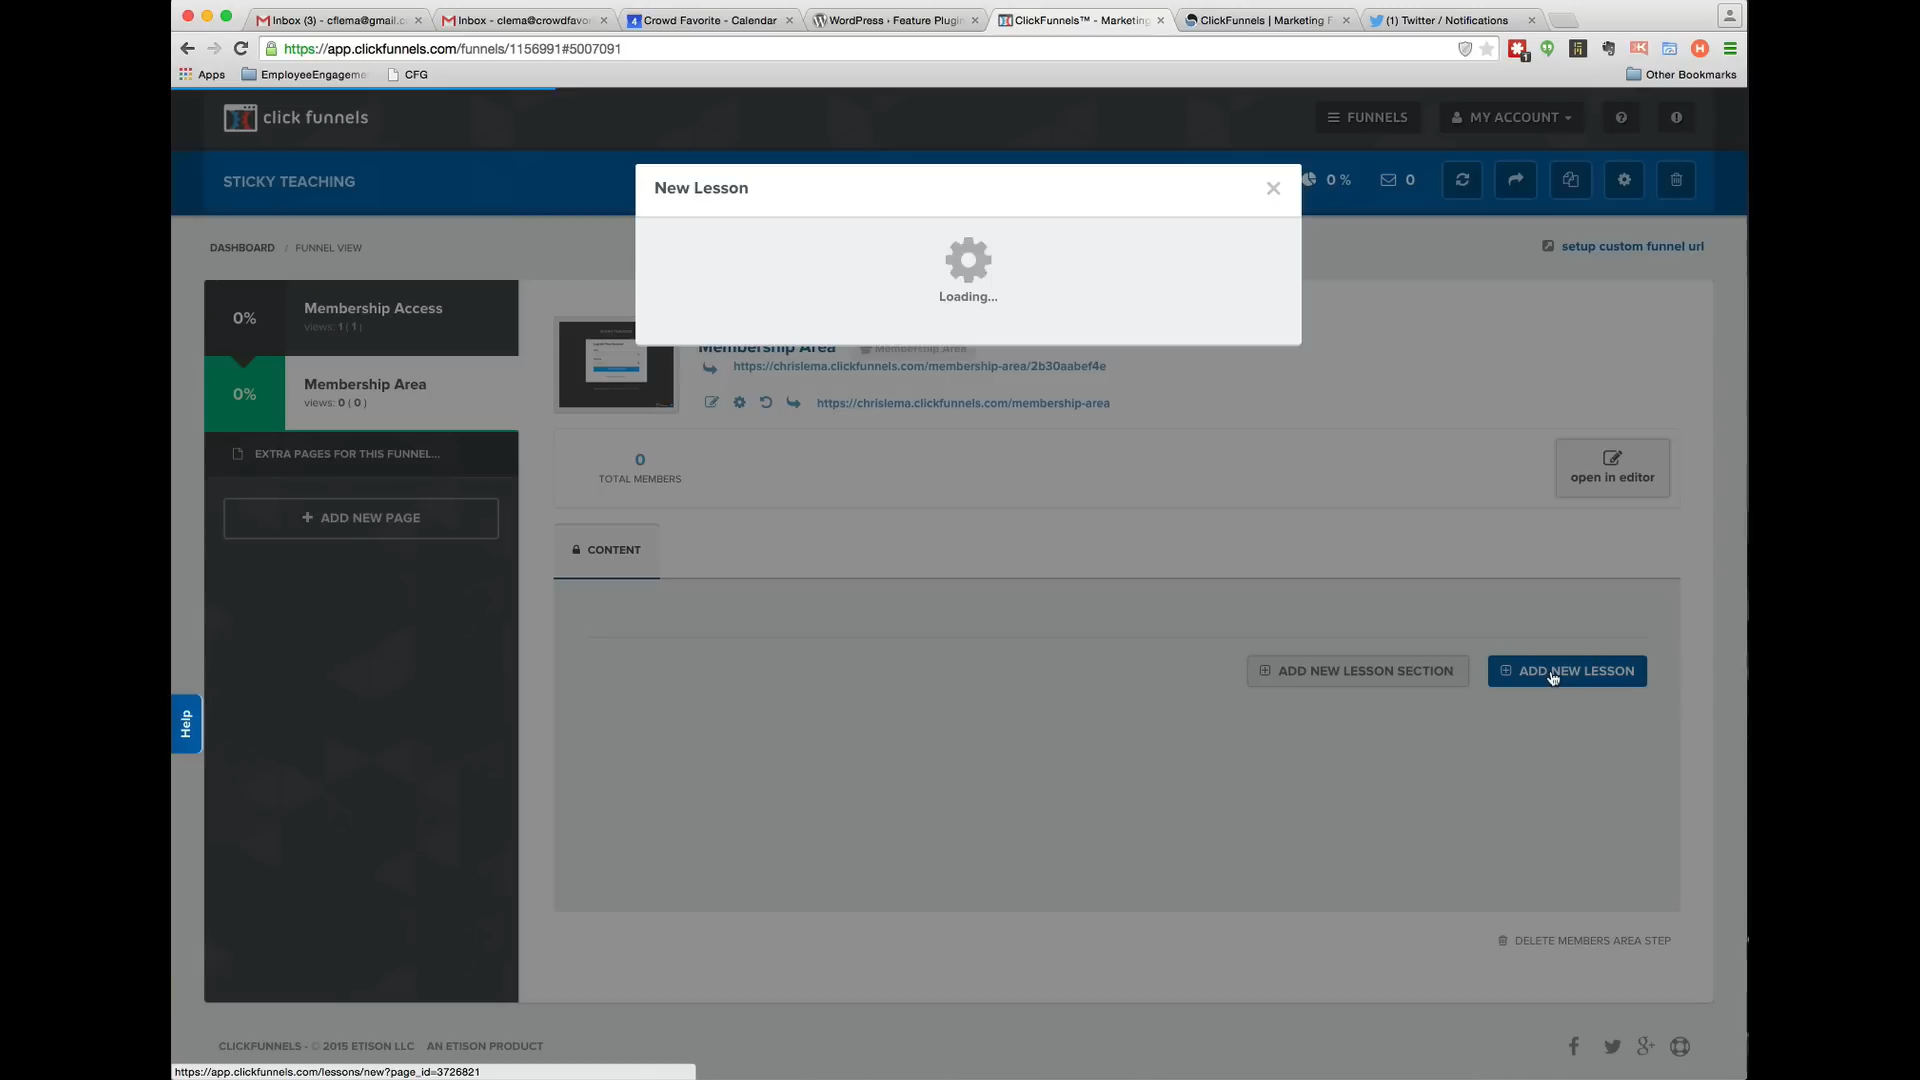 Inbox (3) - cflema@gmail.c
Inbox - clema@crowdfavo
4 Crowd Favorite - Calendar
WordPress › Feature Plugin
ClickFunnels™ - Marketing
ClickFunnels | Marketing F
(1) Twitter / Notifications
https://app.clickfunnels.com/funnels/1156991#5007091
Apps
EmployeeEngageme
CFG
Other Bookmarks
click funnels
FUNNELS
MY ACCOUNT
STICKY TEACHING
New Lesson
0 %
0
DASHBOARD / FUNNEL VIEW
setup custom funnel url
Loading...
0%
Membership Access
views: 1 ( 1 )
0%
Membership Area
views: 0 ( 0 )
EXTRA PAGES FOR THIS FUNNEL...
+ ADD NEW PAGE
Membership Area
Membership Area
https://chrislema.clickfunnels.com/membership-area/2b30aabef4e
https://chrislema.clickfunnels.com/membership-area
0
TOTAL MEMBERS
open in editor
CONTENT
ADD NEW LESSON SECTION
ADD NEW LESSON
Help
DELETE MEMBERS AREA STEP
CLICKFUNNELS - © 2015 ETISON LLC
AN ETISON PRODUCT
https://app.clickfunnels.com/lessons/new?page_id=3726821